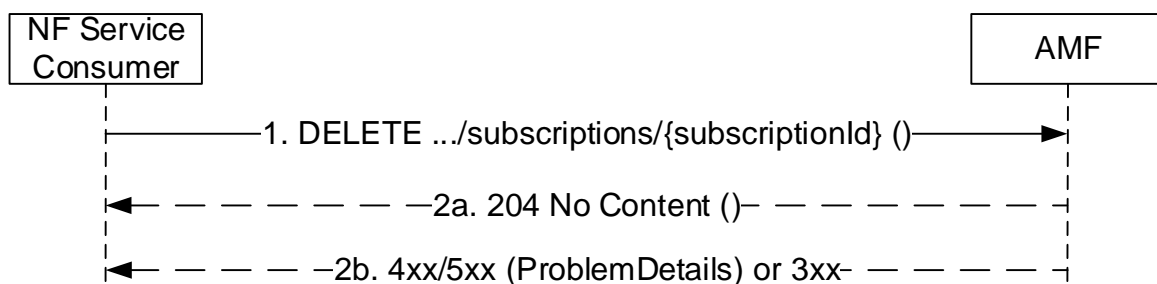 NF Service
Consumer
AMF
1. DELETE .../subscriptions/{subscriptionId} ()
2a. 204 No Content ()
2b. 4xx/5xx (ProblemDetails) or 3xx